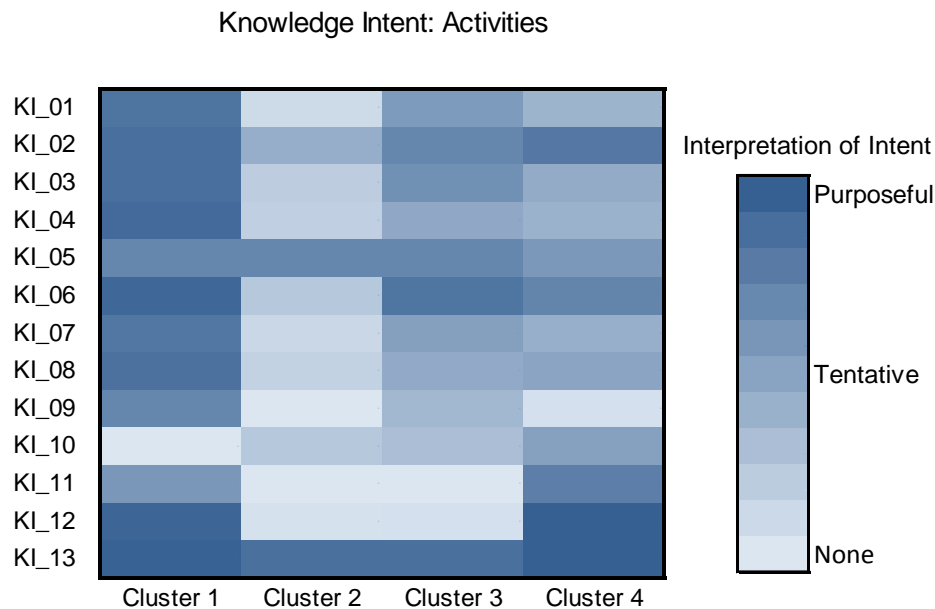 Knowledge Intent: Activities
KI_01
KI_02
KI_03
KI_04
KI_05
KI_06
KI_07
KI_08
KI_09
KI_10
KI_11
KI_12
KI_13
Cluster 1 Cluster 2 Cluster 3 Cluster 4
Interpretation of Intent
Purposeful
Tentative
None